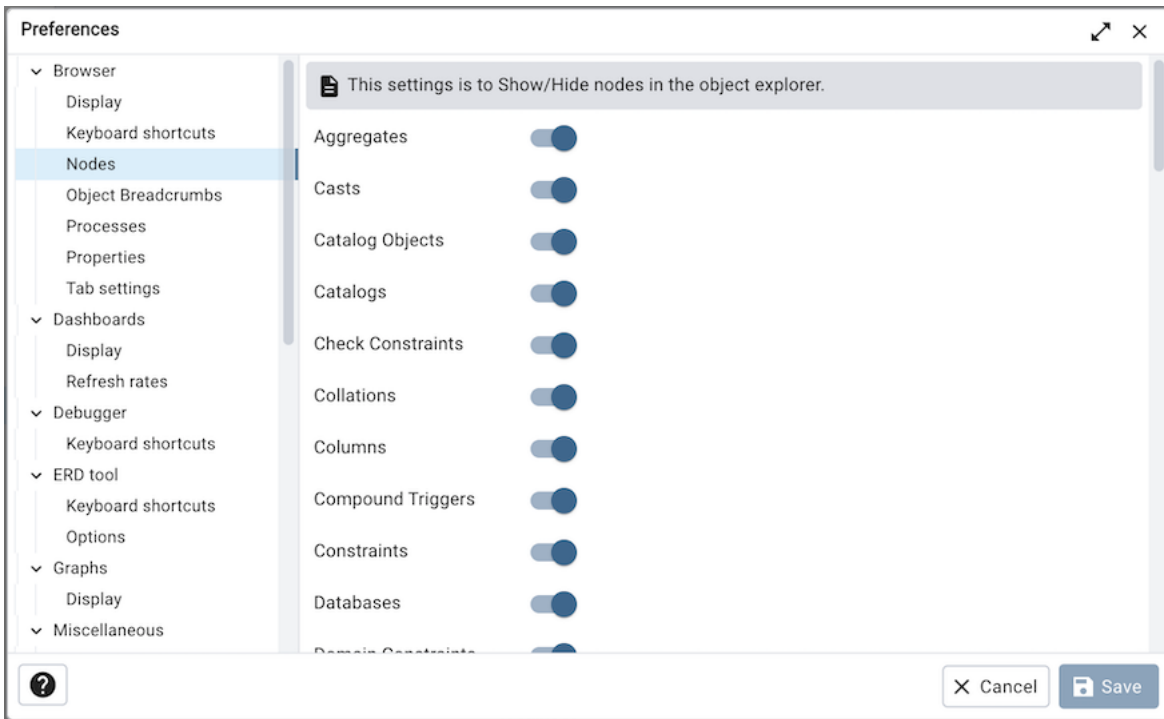 Preferences
Browser
Display
Keyboard shortcuts
Nodes
Object Breadcrumbs
Processes
Properties
Tab settings
Dashboards
Display
Refresh rates
Debugger
Keyboard shortcuts
ERD tool
Keyboard shortcuts
Options
Graphs
Display
Miscellaneous
This settings is to Show/Hide nodes in the object explorer.
Aggregates
Casts
Catalog Objects
Catalogs
Check Constraints
Collations
Columns
Compound Triggers
Constraints
Databases
Domain Constraints
Cancel
Save